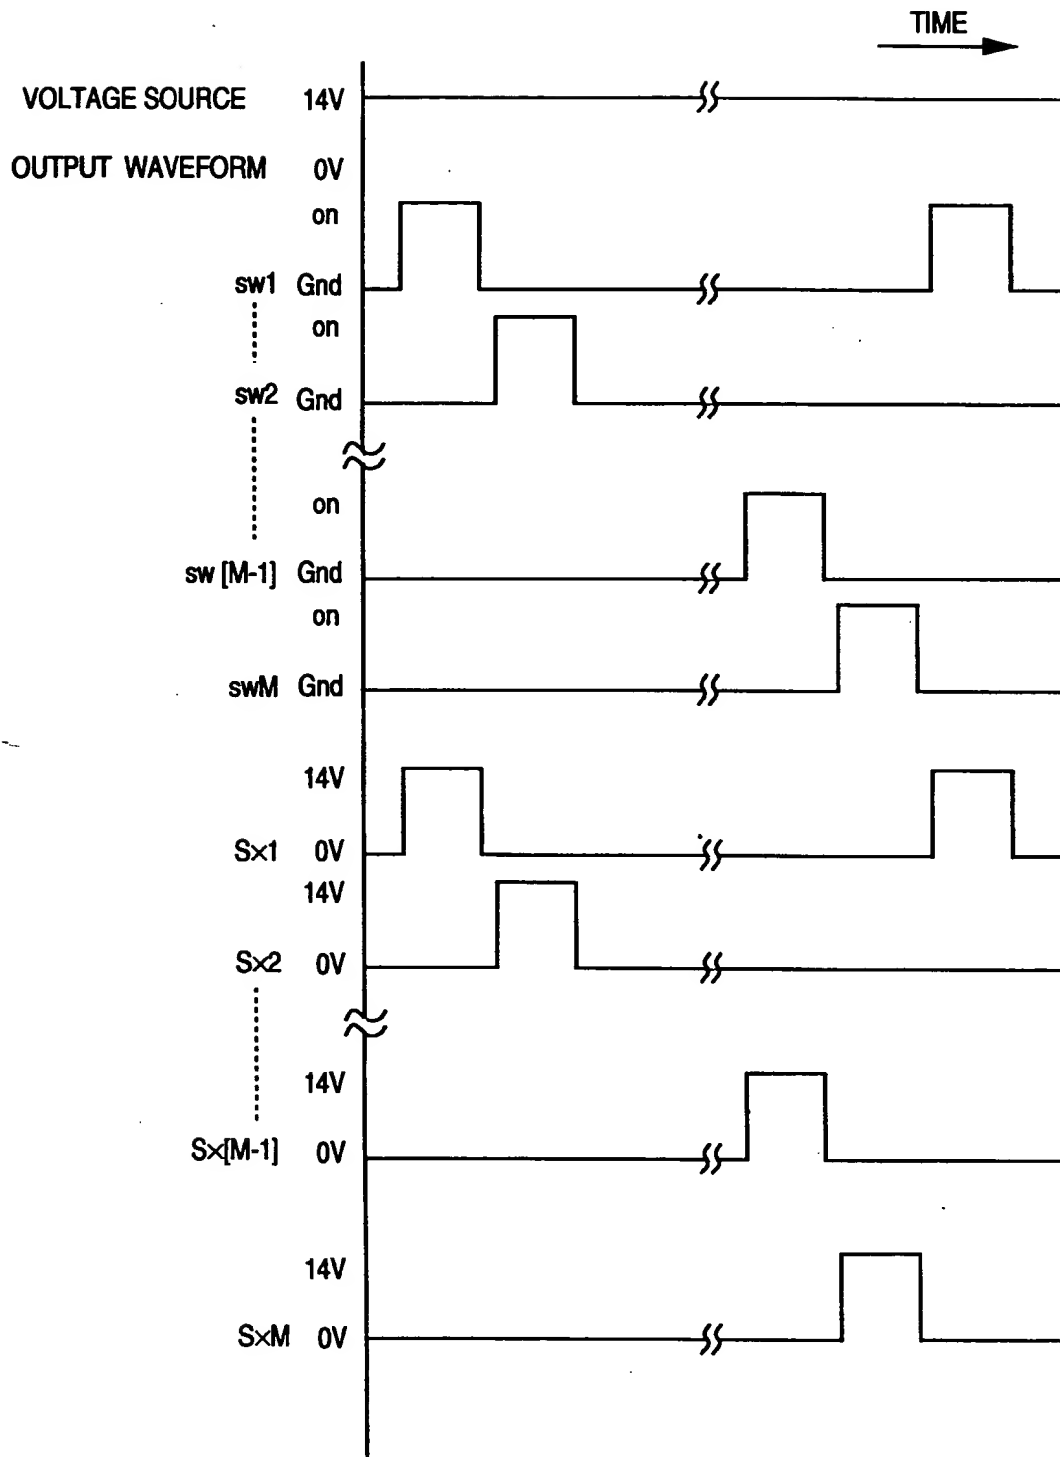 TIME
VOLTAGE SOURCE 14V
OUTPUT WAVEFORM 0V
on
sw1 Gnd
on
sw2 Gnd
on
sw [M-1] Gnd
on
swM Gnd
14V
S×1 0V
14V
S×2 0V
14V
S×[M-1] 0V
14V
S×M 0V